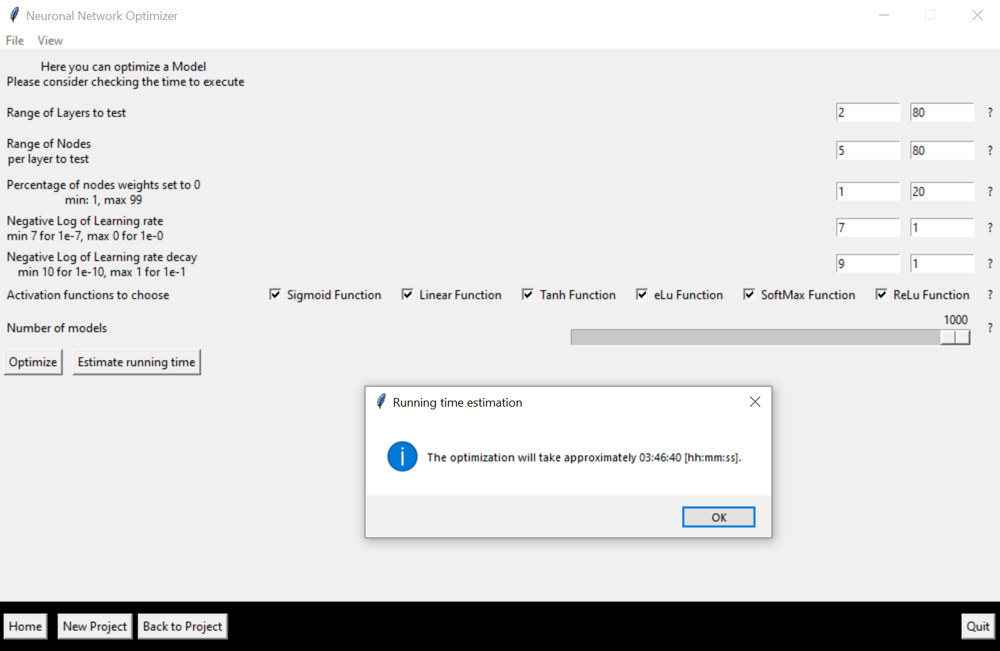 Neuronal Network Optimizer
File View
Here you can optimize a Model
Please consider checking the time to execute
Range of Layers to test 2 80 ?
Range of Nodes
per layer to test 5 80 ?
Percentage of nodes weights set to 0
min: 1, max 99 1 20 ?
Negative Log of Learning rate
min 7 for 1e-7, max 0 for 1e-0 7 1 ?
Negative Log of Learning rate decay
min 10 for 1e-10, max 1 for 1e-1 9 1 ?
Activation functions to choose Sigmoid Function Linear Function Tanh Function eLu Function SoftMax Function ReLu Function ?
1000
Number of models ?
Optimize Estimate running time
Running time estimation
The optimization will take approximately 03:46:40 [hh:mm:ss].
OK
Home New Project Back to Project Quit